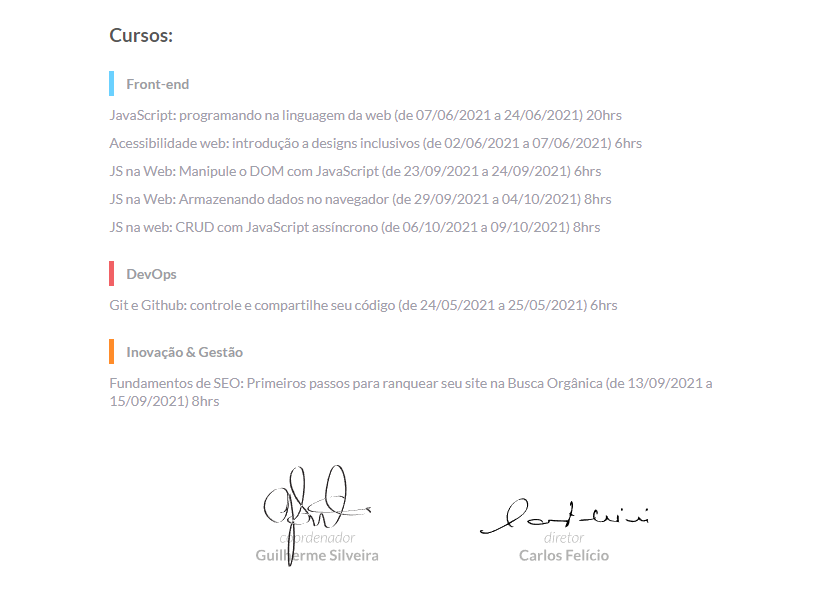 Cursos:
Front-end
JavaScript: programando na linguagem da web (de 07/06/2021 a 24/06/2021) 20hrs
Acessibilidade web: introdução a designs inclusivos (de 02/06/2021 a 07/06/2021) 6hrs
JS na Web: Manipule o DOM com JavaScript (de 23/09/2021 a 24/09/2021) 6hrs
JS na Web: Armazenando dados no navegador (de 29/09/2021 a 04/10/2021) 8hrs
JS na web: CRUD com JavaScript assíncrono (de 06/10/2021 a 09/10/2021) 8hrs
DevOps
Git e Github: controle e compartilhe seu código (de 24/05/2021 a 25/05/2021) 6hrs
Inovação & Gestão
Fundamentos de SEO: Primeiros passos para ranquear seu site na Busca Orgânica (de 13/09/2021 a
15/09/2021) 8hrs
coordenador
Guilherme Silveira
diretor
Carlos Felício